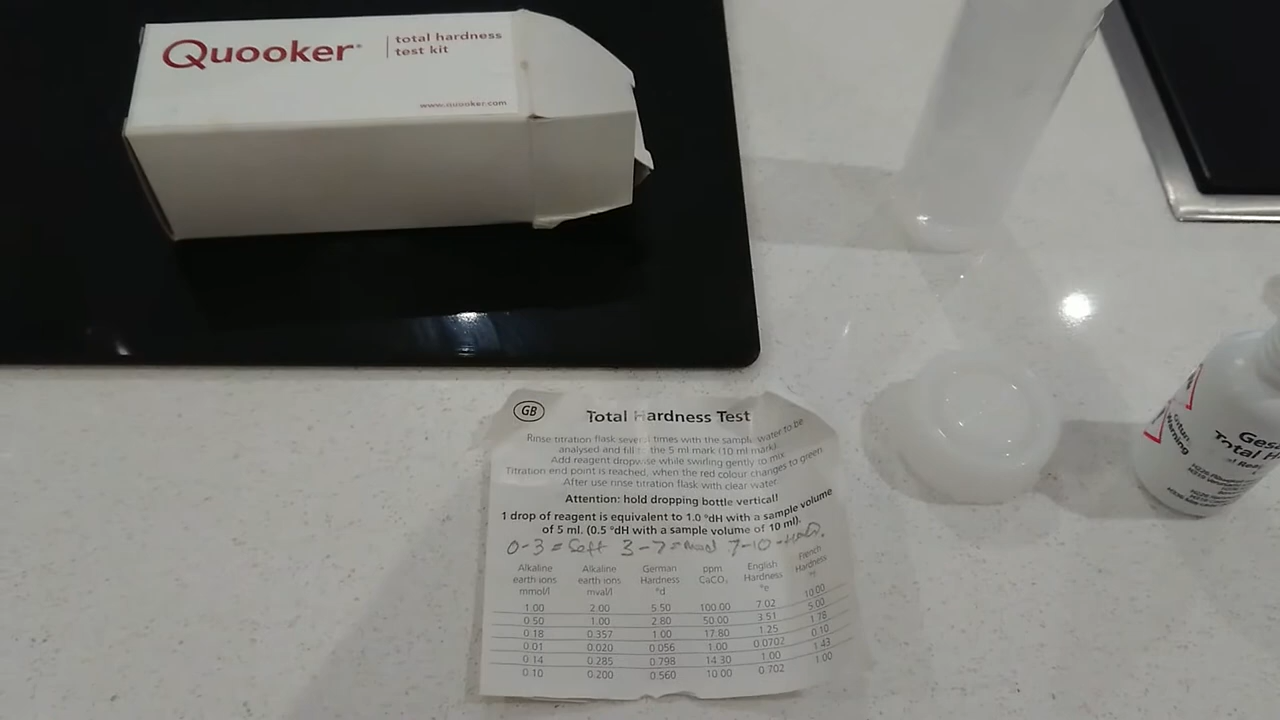 Quooker
total hardness
test kit
www.quooker.com
GB
Total Hardness Test
Rinse titration flask several times with the sample water to be
analysed and fill to the 5 ml mark (10 ml mark).
Add reagent dropwise while swirling gently to mix.
Titration end point is reached, when the red colour changes to green.
After use rinse titration flask with clear water.
Attention: hold dropping bottle vertical!
1 drop of reagent is equivalent to 1.0 °dH with a sample volume
of 5 ml. (0.5 °dH with a sample volume of 10 ml).
0-3 = Soft 3-7 = Med 7-10 - Hard.
Alkaline earth ions mmol/l
Alkaline earth ions mval/l
German Hardness °d
ppm CaCO₃
English Hardness °e
French Hardness °f
1.00 2.00 5.50 100.00 7.02 10.00
0.50 1.00 2.80 50.00 3.51 5.00
0.18 0.357 1.00 17.80 1.25 1.78
0.01 0.020 0.056 1.00 0.0702 0.10
0.14 0.285 0.798 14.30 1.00 1.43
0.10 0.200 0.560 10.00 0.702 1.00
Warning
Total